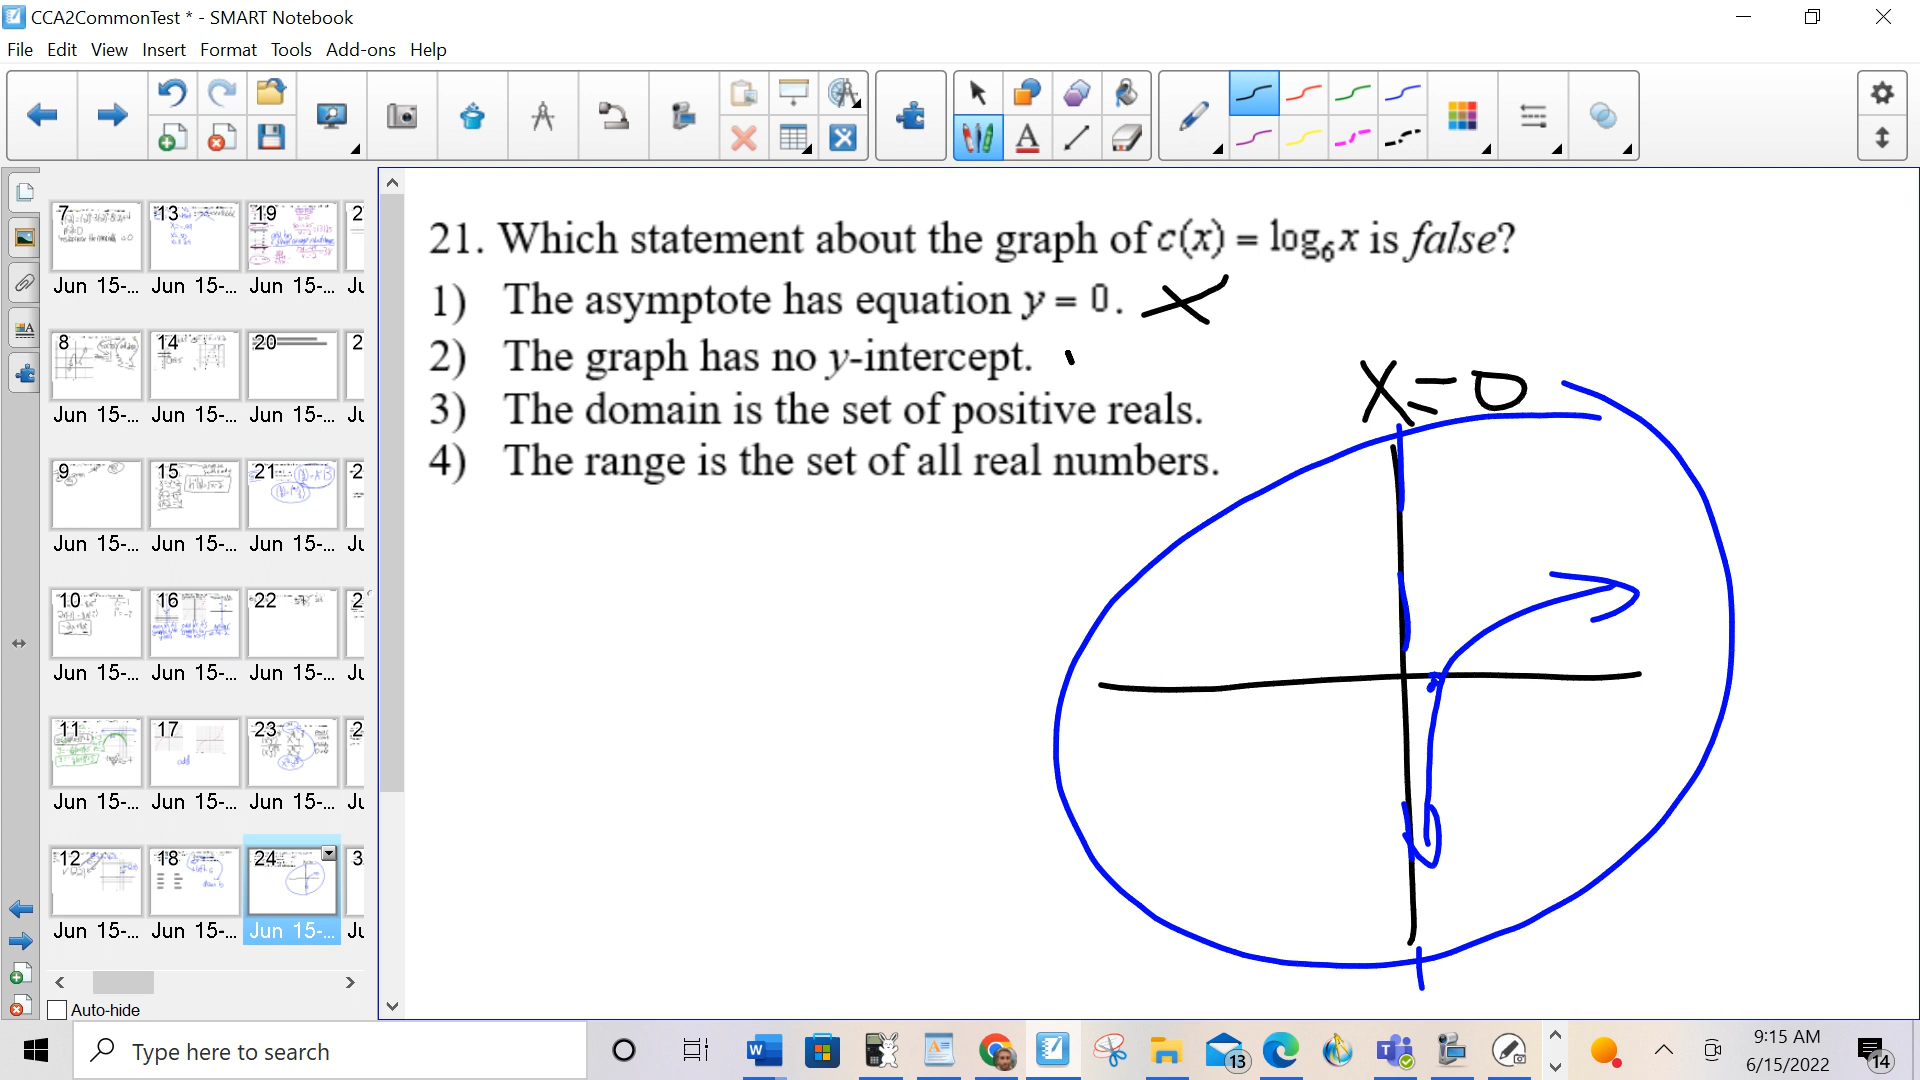 CCA2CommonTest * - SMART Notebook
File Edit View Insert Format Tools Add-ons Help
21. Which statement about the graph of c(x) = log₆x is false?
1) The asymptote has equation y = 0.
2) The graph has no y-intercept.
3) The domain is the set of positive reals.
4) The range is the set of all real numbers.
x=0
7 13 19 2
Jun 15-... Jun 15-... Jun 15-... Ju
8 14 20 2
Jun 15-... Jun 15-... Jun 15-... Ju
9 15 21 2
Jun 15-... Jun 15-... Jun 15-... Ju
10 16 22 2
Jun 15-... Jun 15-... Jun 15-... Ju
11 17 23 2
Jun 15-... Jun 15-... Jun 15-... Ju
12 18 24 3
Jun 15-... Jun 15-... Jun 15-... Ju
Auto-hide
Type here to search
13
9:15 AM
6/15/2022
14